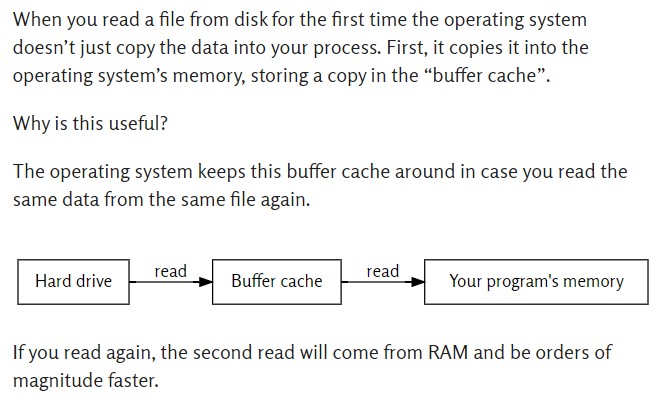 When you read a file from disk for the first time the operating system
doesn’t just copy the data into your process. First, it copies it into the
operating system’s memory, storing a copy in the “buffer cache”.
Why is this useful?
The operating system keeps this buffer cache around in case you read the
same data from the same file again.
Hard drive read Buffer cache read Your program's memory
If you read again, the second read will come from RAM and be orders of
magnitude faster.